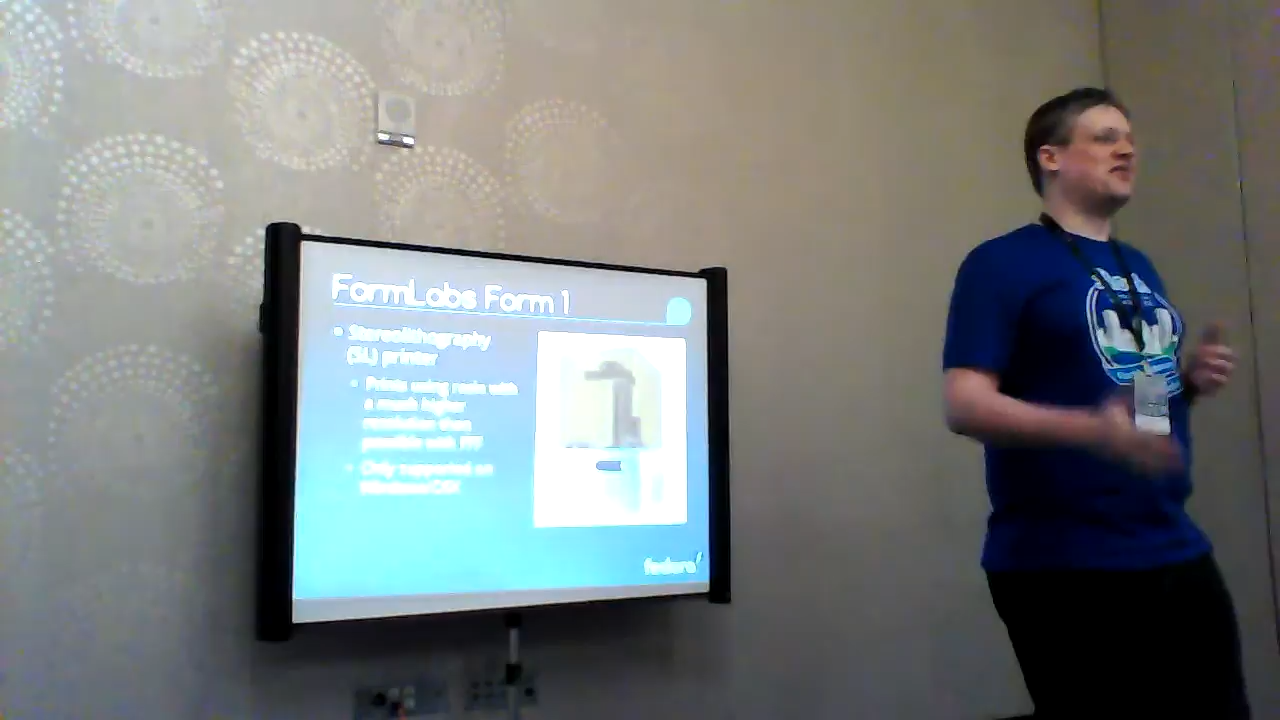 FormLabs Form 1
Stereolithography
(SL) printer
Prints using resin with
a much higher
resolution than
possible with FFF
Only supported on
Windows/OSX
fedora